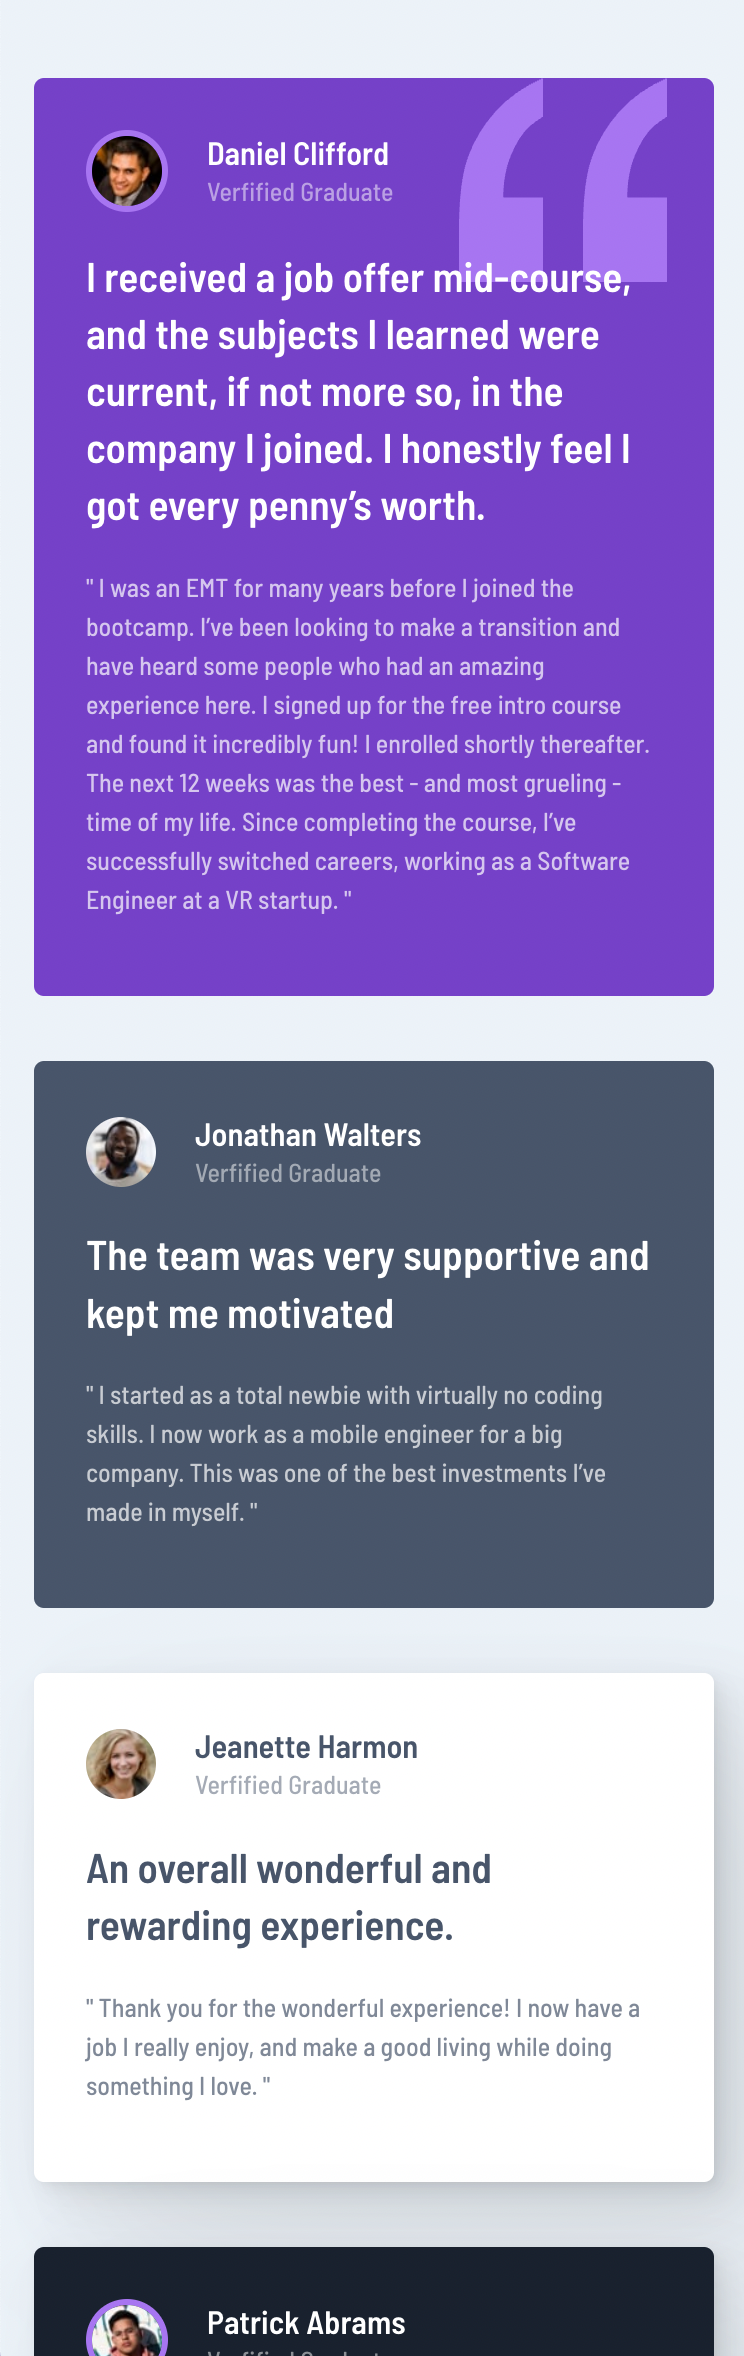 Daniel Clifford
Verfified Graduate
I received a job offer mid-course,
and the subjects I learned were
current, if not more so, in the
company I joined. I honestly feel I
got every penny’s worth.
" I was an EMT for many years before I joined the
bootcamp. I’ve been looking to make a transition and
have heard some people who had an amazing
experience here. I signed up for the free intro course
and found it incredibly fun! I enrolled shortly thereafter.
The next 12 weeks was the best - and most grueling -
time of my life. Since completing the course, I’ve
successfully switched careers, working as a Software
Engineer at a VR startup. "
Jonathan Walters
Verfified Graduate
The team was very supportive and
kept me motivated
" I started as a total newbie with virtually no coding
skills. I now work as a mobile engineer for a big
company. This was one of the best investments I’ve
made in myself. "
Jeanette Harmon
Verfified Graduate
An overall wonderful and
rewarding experience.
" Thank you for the wonderful experience! I now have a
job I really enjoy, and make a good living while doing
something I love. "
Patrick Abrams